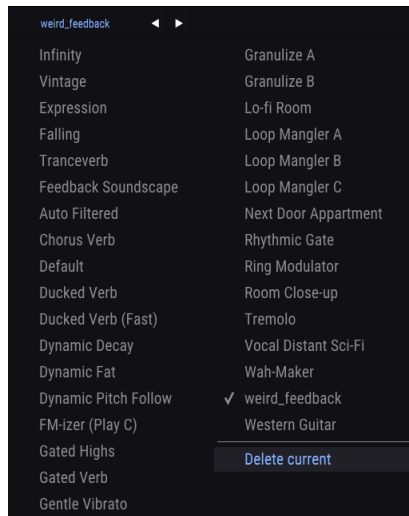 weird_feedback
Infinity
Vintage
Expression
Falling
Tranceverb
Feedback Soundscape
Auto Filtered
Chorus Verb
Default
Ducked Verb
Ducked Verb (Fast)
Dynamic Decay
Dynamic Fat
Dynamic Pitch Follow
FM-izer (Play C)
Gated Highs
Gated Verb
Gentle Vibrato
Granulize A
Granulize B
Lo-fi Room
Loop Mangler A
Loop Mangler B
Loop Mangler C
Next Door Appartment
Rhythmic Gate
Ring Modulator
Room Close-up
Tremolo
Vocal Distant Sci-Fi
Wah-Maker
✓ weird_feedback
Western Guitar
Delete current